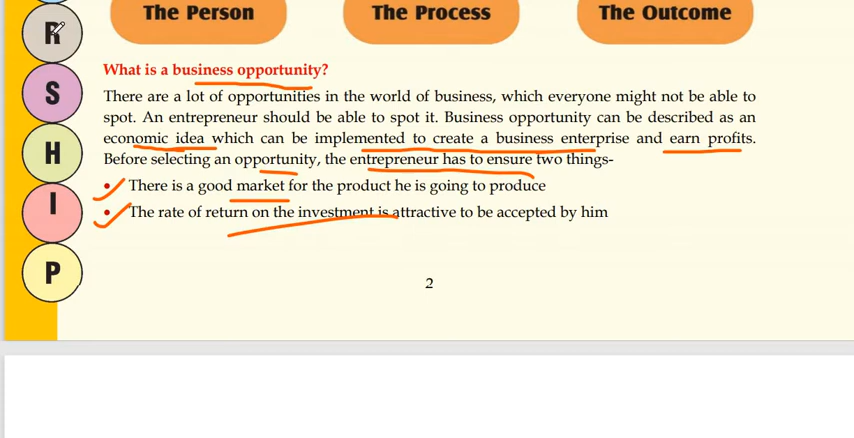 The Person The Process The Outcome
R
S
H
I
P
What is a business opportunity?
There are a lot of opportunities in the world of business, which everyone might not be able to
spot. An entrepreneur should be able to spot it. Business opportunity can be described as an
economic idea which can be implemented to create a business enterprise and earn profits.
Before selecting an opportunity, the entrepreneur has to ensure two things-
• There is a good market for the product he is going to produce
• The rate of return on the investment is attractive to be accepted by him
2